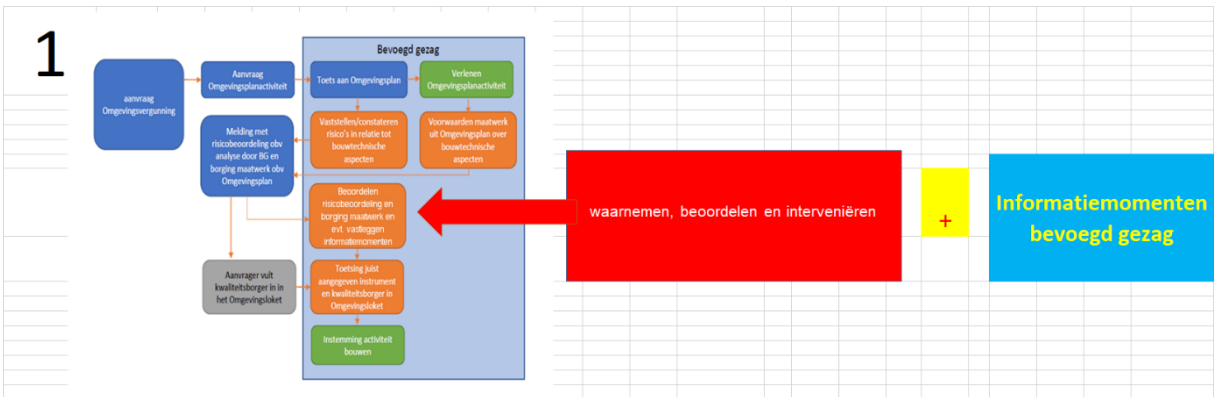 1
Bevoegd gezag
aanvraag
Omgevingsvergunning
Aanvraag
Omgevingsplanactiviteit
Toets aan Omgevingsplan
Verlenen
Omgevingsplanactiviteit
Melding met
risicobeoordeling obv
analyse door BG en
borging maatwerk obv
Omgevingsplan
Vaststellen/constateren
risico's in relatie tot
bouwtechnische
aspecten
Voorwaarden maatwerk
uit Omgevingsplan over
bouwtechnische
aspecten
Beoordelen
risicobeoordeling en
borging maatwerk en
evt. vastleggen
informatiemomenten
Aanvrager vult
kwaliteitsborger in in
het Omgevingsloket
Toetsing juist
aangegeven instrument
en kwaliteitsborger in
Omgevingsloket
Instemming activiteit
bouwen
waarnemen, beoordelen en interveniëren
+
Informatiemomenten
bevoegd gezag